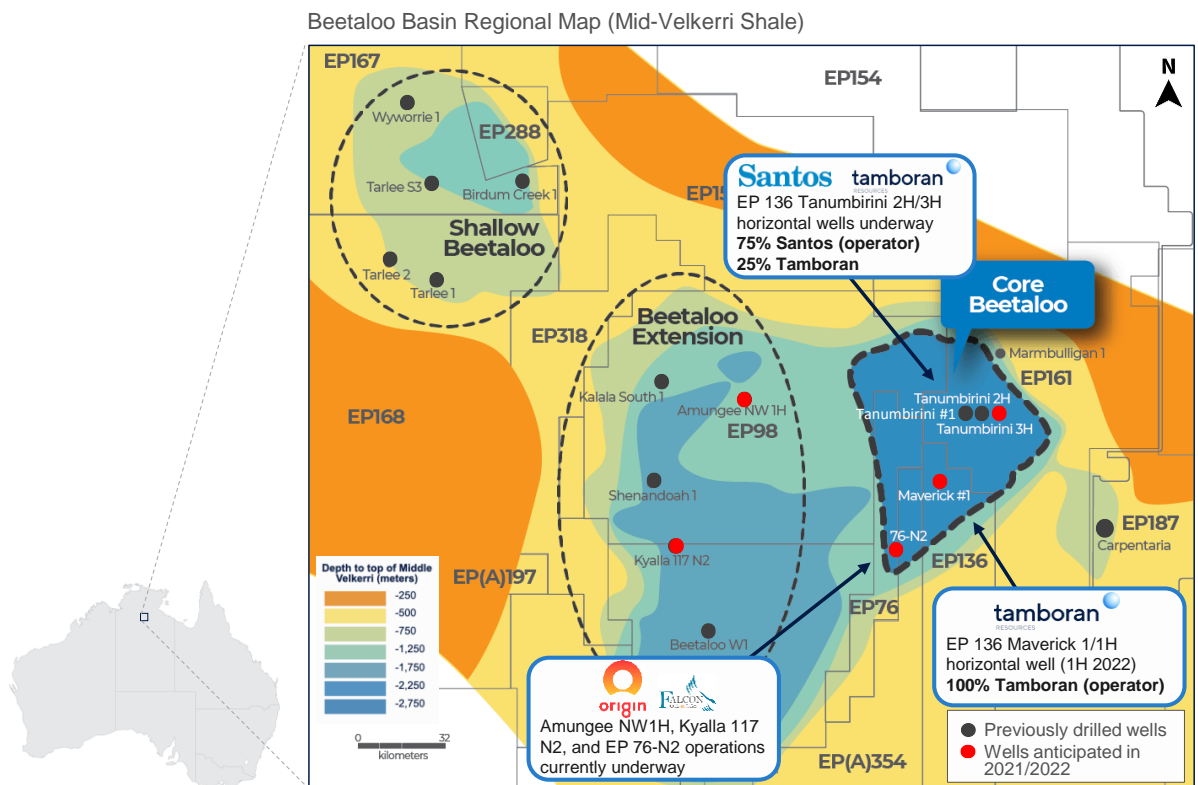 Beetaloo Basin Regional Map (Mid-Velkerri Shale)
EP167
EP154
N
Wyworrie 1
EP288
Tarlee S3
Birdum Creek 1
Shallow
Beetaloo
Tarlee 2
Tarlee 1
Santos tamboran
RESOURCES
EP 136 Tanumbirini 2H/3H
horizontal wells underway
75% Santos (operator)
25% Tamboran
Core
Beetaloo
Beetaloo
Extension
EP318
Marmbulligan 1
EP161
Kalala South 1
Amungee NW 1H
EP98
EP168
Tanumbirini 2H
Tanumbirini #1
Tanumbirini 3H
Shenandoah 1
Maverick #1
EP187
Carpentaria
76-N2
Kyalla 117 N2
EP136
EP(A)197
EP76
Depth to top of Middle
Velkerri (meters)
-250
-500
-750
-1,250
-1,750
-2,250
-2,750
0 32
kilometers
Beetaloo W1
origin FALCON
Amungee NW1H, Kyalla 117
N2, and EP 76-N2 operations
currently underway
tamboran
RESOURCES
EP 136 Maverick 1/1H
horizontal well (1H 2022)
100% Tamboran (operator)
EP(A)354
Previously drilled wells
Wells anticipated in
2021/2022